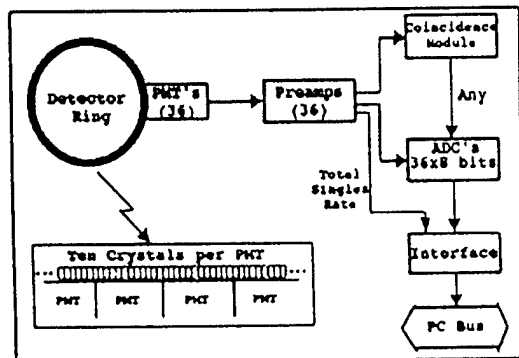 Detector
Ring
PMT's
(36)
Preamps
(36)
Coincidence
Module
Any
ADC's
36x8 bits
Total
Singles
Rate
Interface
PC Bus
Ten Crystals per PMT
PMT PMT PMT PMT